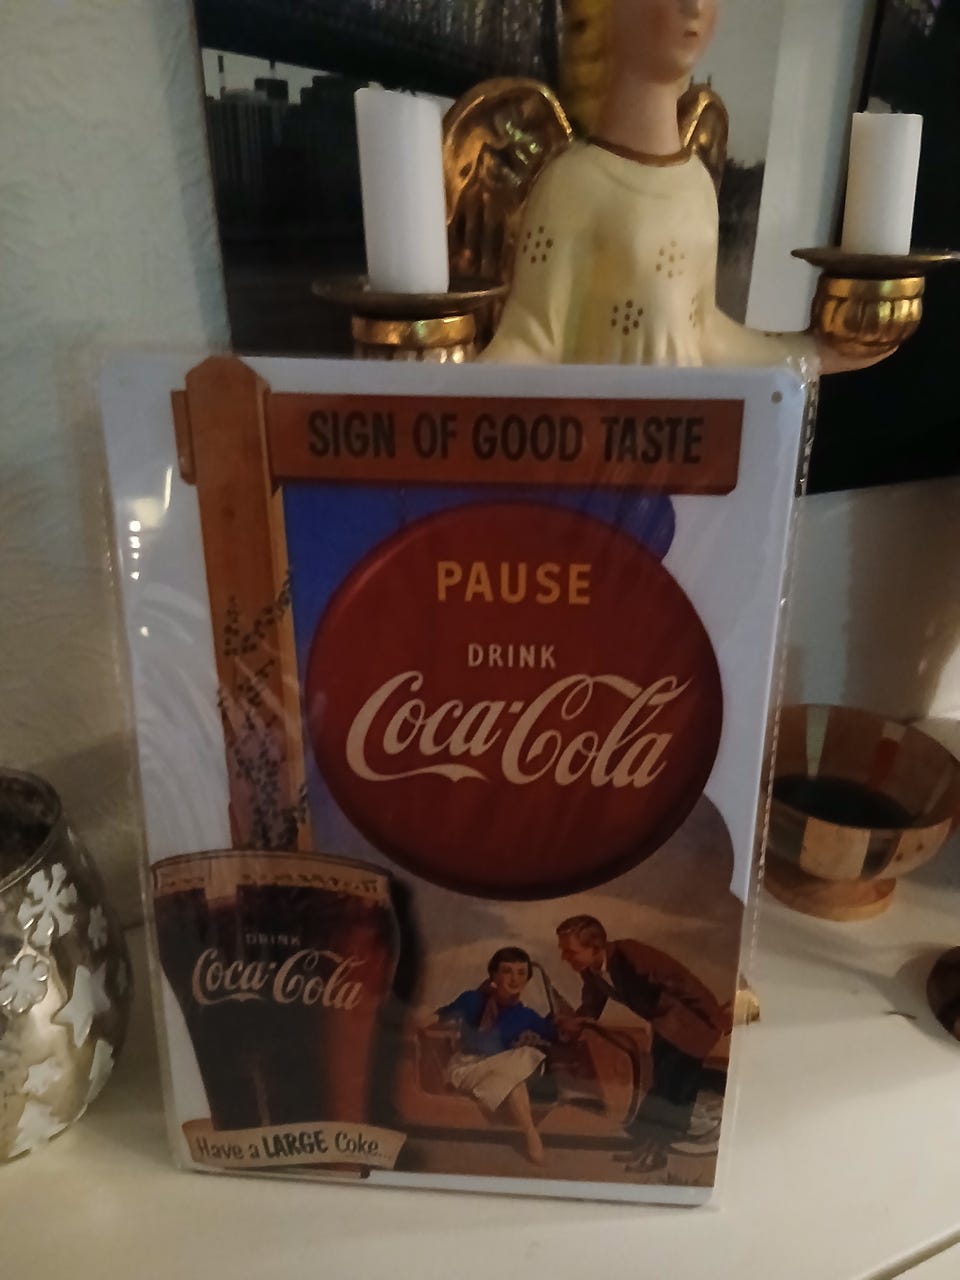 SIGN OF GOOD TASTE
PAUSE
DRINK
Coca-Cola
DRINK
Coca-Cola
Have a LARGE Coke...